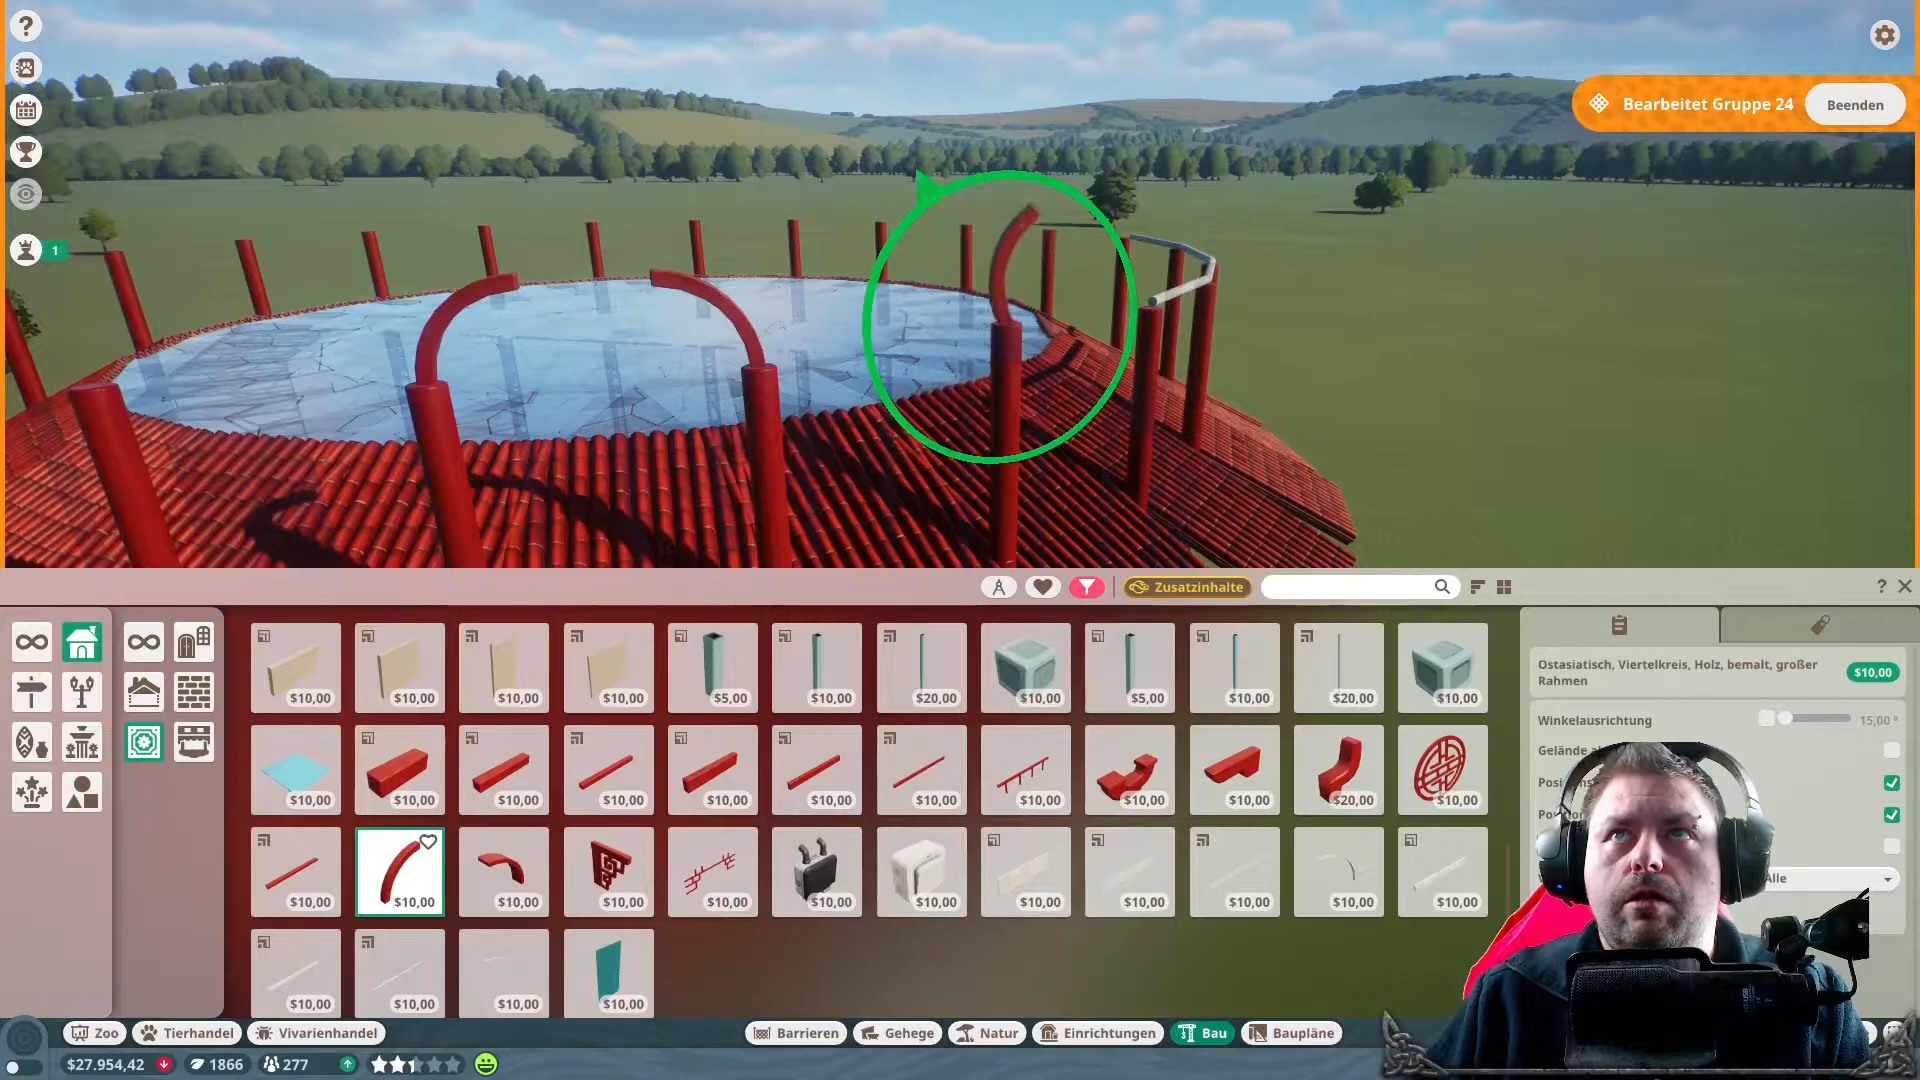 ?
Bearbeitet Gruppe 24
Beenden
1
Zusatzinhalte
?
$10,00 $10,00 $10,00 $10,00 $5,00 $10,00 $20,00 $10,00 $5,00 $10,00 $20,00 $10,00
Ostasiatisch, Viertelkreis, Holz, bemalt, großer
Rahmen
$10,00
Winkelausrichtung
15,00 °
$10,00 $10,00 $10,00 $10,00 $10,00 $10,00 $10,00 $10,00 $10,00 $10,00 $20,00 $10,00
Gelände
$10,00 $10,00 $10,00 $10,00 $10,00 $10,00 $10,00 $10,00 $10,00 $10,00 $10,00 $10,00
Alle
$10,00 $10,00 $10,00 $10,00
Zoo
Tierhandel
Vivarienhandel
Barrieren
Gehege
Natur
Einrichtungen
Bau
Baupläne
$27.954,42
1866
277